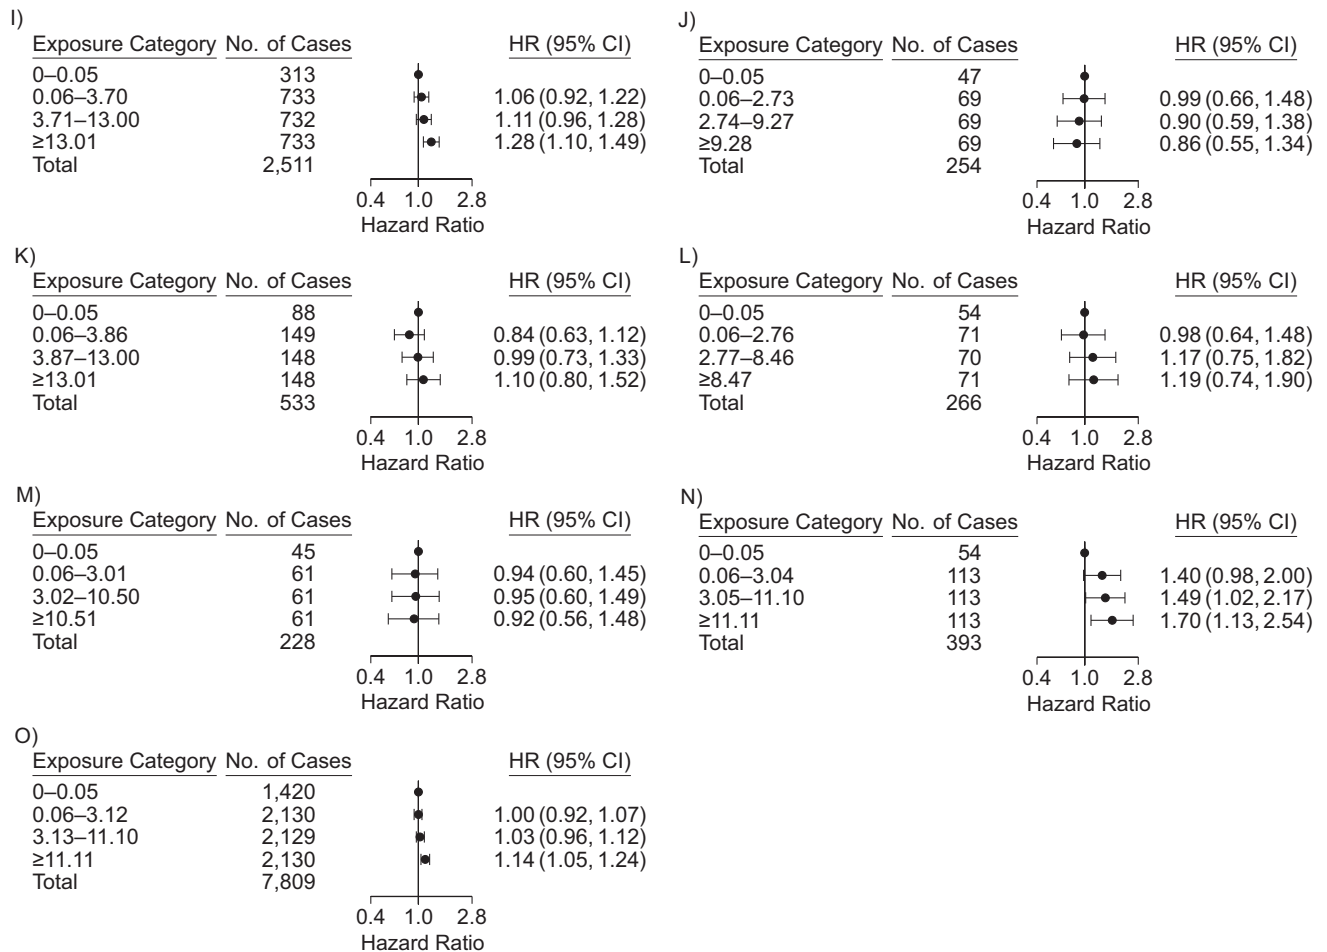 I)
Exposure Category No. of Cases HR (95% CI)
0–0.05 313
0.06–3.70 733 1.06 (0.92, 1.22)
3.71–13.00 732 1.11 (0.96, 1.28)
≥13.01 733 1.28 (1.10, 1.49)
Total 2,511
0.4 1.0 2.8
Hazard Ratio
J)
Exposure Category No. of Cases HR (95% CI)
0–0.05 47
0.06–2.73 69 0.99 (0.66, 1.48)
2.74–9.27 69 0.90 (0.59, 1.38)
≥9.28 69 0.86 (0.55, 1.34)
Total 254
0.4 1.0 2.8
Hazard Ratio
K)
Exposure Category No. of Cases HR (95% CI)
0–0.05 88
0.06–3.86 149 0.84 (0.63, 1.12)
3.87–13.00 148 0.99 (0.73, 1.33)
≥13.01 148 1.10 (0.80, 1.52)
Total 533
0.4 1.0 2.8
Hazard Ratio
L)
Exposure Category No. of Cases HR (95% CI)
0–0.05 54
0.06–2.76 71 0.98 (0.64, 1.48)
2.77–8.46 70 1.17 (0.75, 1.82)
≥8.47 71 1.19 (0.74, 1.90)
Total 266
0.4 1.0 2.8
Hazard Ratio
M)
Exposure Category No. of Cases HR (95% CI)
0–0.05 45
0.06–3.01 61 0.94 (0.60, 1.45)
3.02–10.50 61 0.95 (0.60, 1.49)
≥10.51 61 0.92 (0.56, 1.48)
Total 228
0.4 1.0 2.8
Hazard Ratio
N)
Exposure Category No. of Cases HR (95% CI)
0–0.05 54
0.06–3.04 113 1.40 (0.98, 2.00)
3.05–11.10 113 1.49 (1.02, 2.17)
≥11.11 113 1.70 (1.13, 2.54)
Total 393
0.4 1.0 2.8
Hazard Ratio
O)
Exposure Category No. of Cases HR (95% CI)
0–0.05 1,420
0.06–3.12 2,130 1.00 (0.92, 1.07)
3.13–11.10 2,129 1.03 (0.96, 1.12)
≥11.11 2,130 1.14 (1.05, 1.24)
Total 7,809
0.4 1.0 2.8
Hazard Ratio